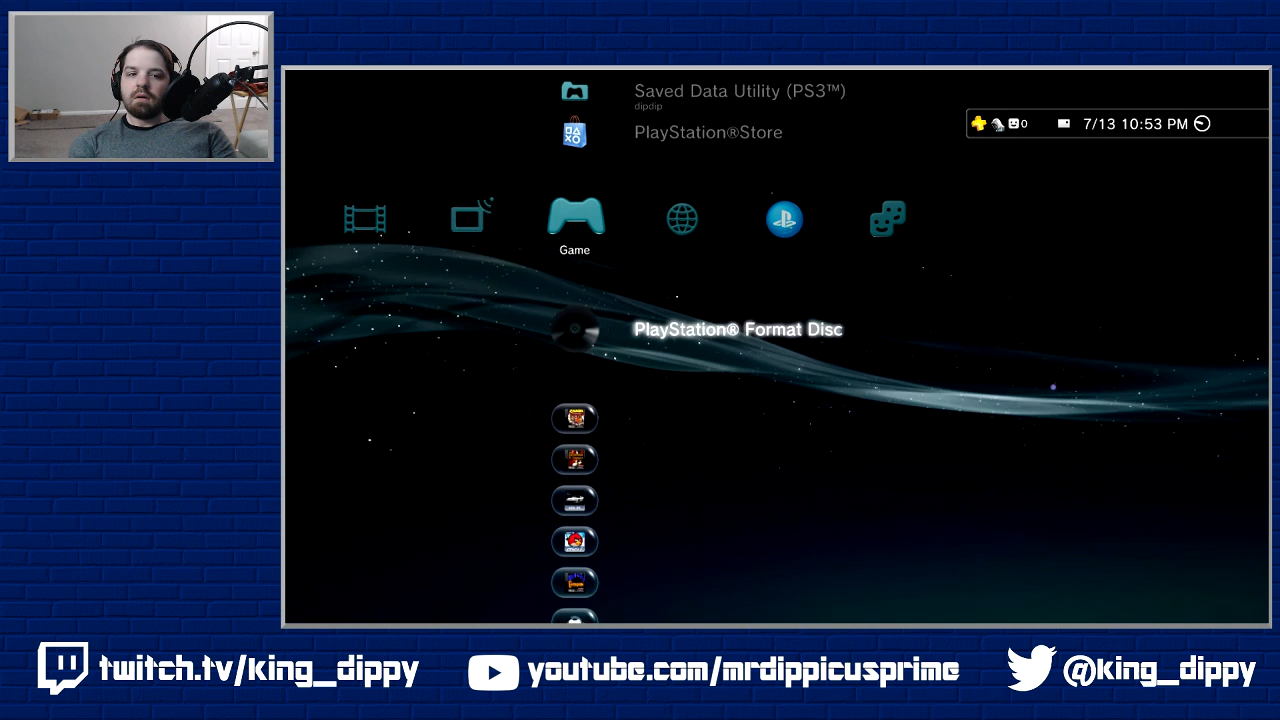 Saved Data Utility (PS3™)
dipdip
PlayStation®Store
0 7/13 10:53 PM
Game
PlayStation® Format Disc
twitch.tv/king_dippy
youtube.com/mrdippicusprime
@king_dippy